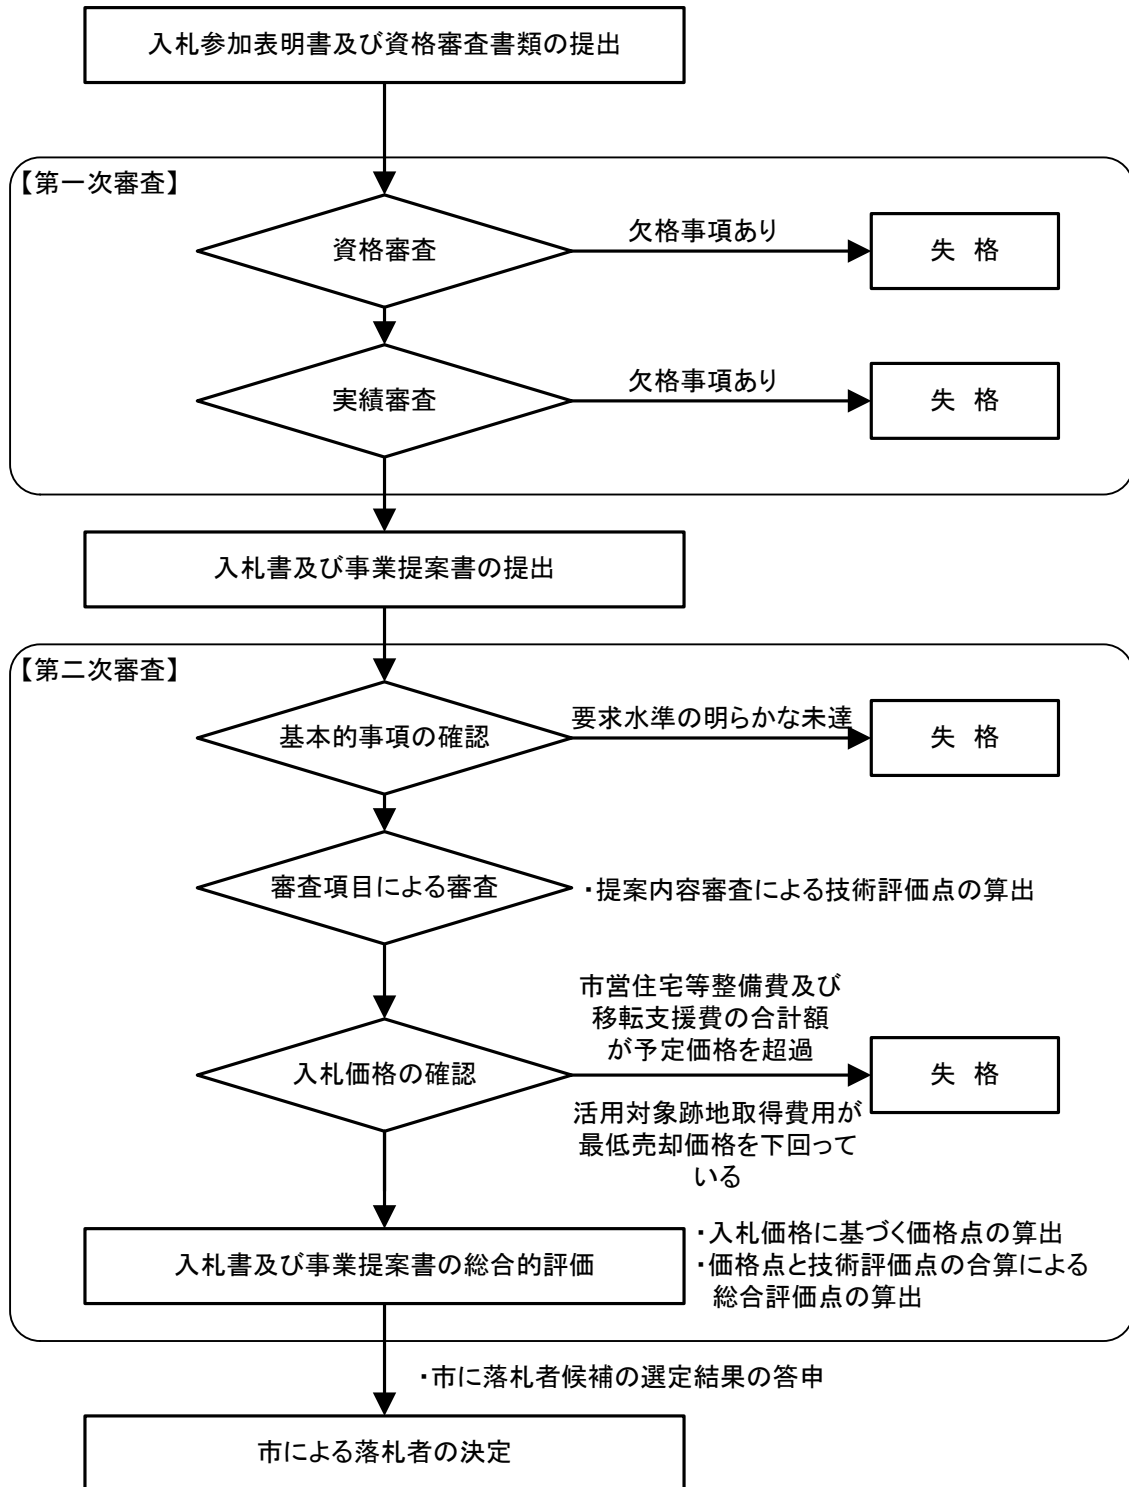 入札参加表明書及び資格審査書類の提出
【第一次審査】
資格審査
欠格事項あり
失 格
実績審査
欠格事項あり
失 格
入札書及び事業提案書の提出
【第二次審査】
基本的事項の確認
要求水準の明らかな未達
失 格
審査項目による審査
・提案内容審査による技術評価点の算出
市営住宅等整備費及び
移転支援費の合計額
が予定価格を超過
入札価格の確認
失 格
活用対象跡地取得費用が
最低売却価格を下回って
いる
入札書及び事業提案書の総合的評価
・入札価格に基づく価格点の算出
・価格点と技術評価点の合算による
総合評価点の算出
・市に落札者候補の選定結果の答申
市による落札者の決定